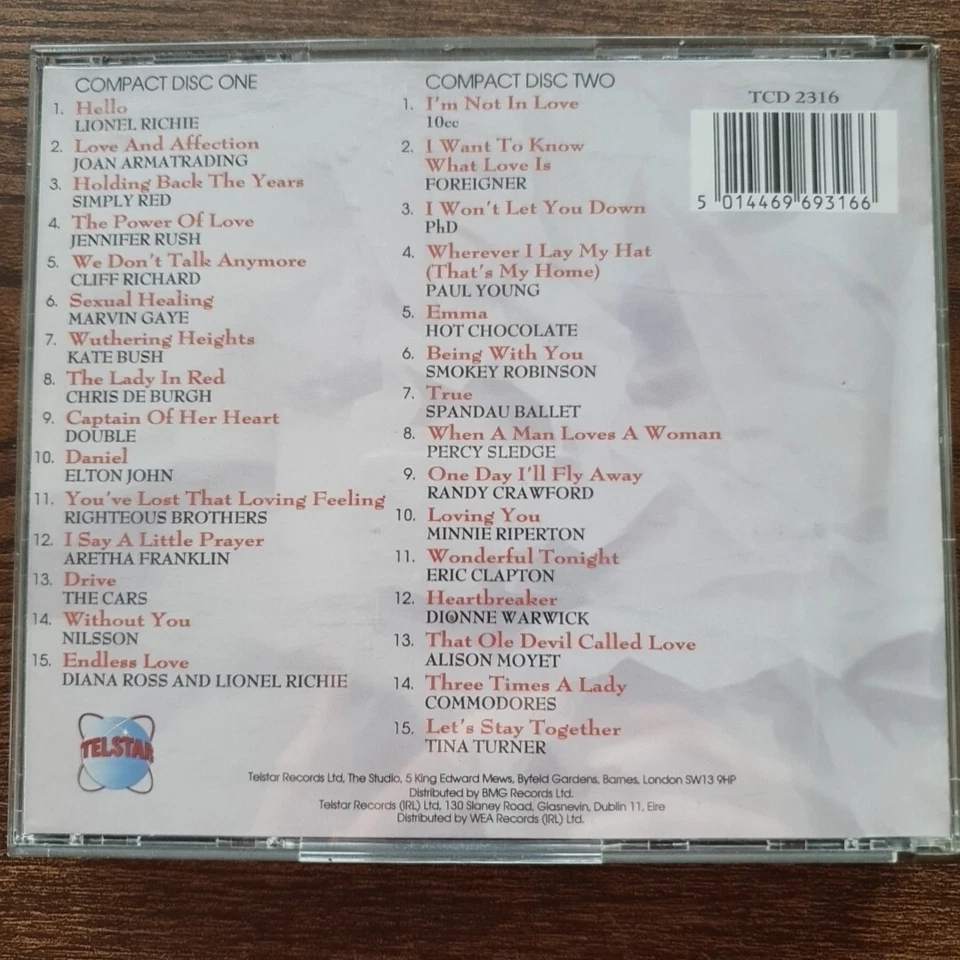 COMPACT DISC ONE
1. Hello
LIONEL RICHIE
2. Love And Affection
JOAN ARMATRADING
3. Holding Back The Years
SIMPLY RED
4. The Power Of Love
JENNIFER RUSH
5. We Don't Talk Anymore
CLIFF RICHARD
6. Sexual Healing
MARVIN GAYE
7. Wuthering Heights
KATE BUSH
8. The Lady In Red
CHRIS DE BURGH
9. Captain Of Her Heart
DOUBLE
10. Daniel
ELTON JOHN
11. You've Lost That Loving Feeling
RIGHTEOUS BROTHERS
12. I Say A Little Prayer
ARETHA FRANKLIN
13. Drive
THE CARS
14. Without You
NILSSON
15. Endless Love
DIANA ROSS AND LIONEL RICHIE
COMPACT DISC TWO
1. I'm Not In Love
10cc
2. I Want To Know
What Love Is
FOREIGNER
3. I Won't Let You Down
PhD
4. Wherever I Lay My Hat
(That's My Home)
PAUL YOUNG
5. Emma
HOT CHOCOLATE
6. Being With You
SMOKEY ROBINSON
7. True
SPANDAU BALLET
8. When A Man Loves A Woman
PERCY SLEDGE
9. One Day I'll Fly Away
RANDY CRAWFORD
10. Loving You
MINNIE RIPERTON
11. Wonderful Tonight
ERIC CLAPTON
12. Heartbreaker
DIONNE WARWICK
13. That Ole Devil Called Love
ALISON MOYET
14. Three Times A Lady
COMMODORES
15. Let's Stay Together
TINA TURNER
TCD 2316
5 014469 693166
TELSTAR
Telstar Records Ltd, The Studio, 5 King Edward Mews, Byfeld Gardens, Barnes, London SW13 9HP
Distributed by BMG Records Ltd.
Telstar Records (IRL) Ltd, 130 Slaney Road, Glasnevin, Dublin 11, Eire
Distributed by WEA Records (IRL) Ltd.